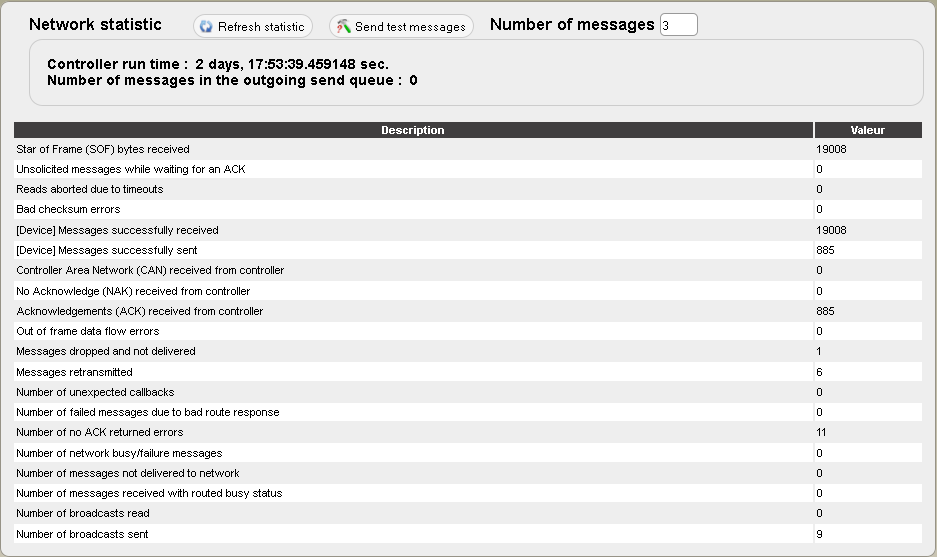 Network statistic Refresh statistic Send test messages Number of messages 3
Controller run time : 2 days, 17:53:39.459148 sec.
Number of messages in the outgoing send queue : 0
Description Valeur
Star of Frame (SOF) bytes received 19008
Unsolicited messages while waiting for an ACK 0
Reads aborted due to timeouts 0
Bad checksum errors 0
[Device] Messages successfully received 19008
[Device] Messages successfully sent 885
Controller Area Network (CAN) received from controller 0
No Acknowledge (NAK) received from controller 0
Acknowledgements (ACK) received from controller 885
Out of frame data flow errors 0
Messages dropped and not delivered 1
Messages retransmitted 6
Number of unexpected callbacks 0
Number of failed messages due to bad route response 0
Number of no ACK returned errors 11
Number of network busy/failure messages 0
Number of messages not delivered to network 0
Number of messages received with routed busy status 0
Number of broadcasts read 0
Number of broadcasts sent 9